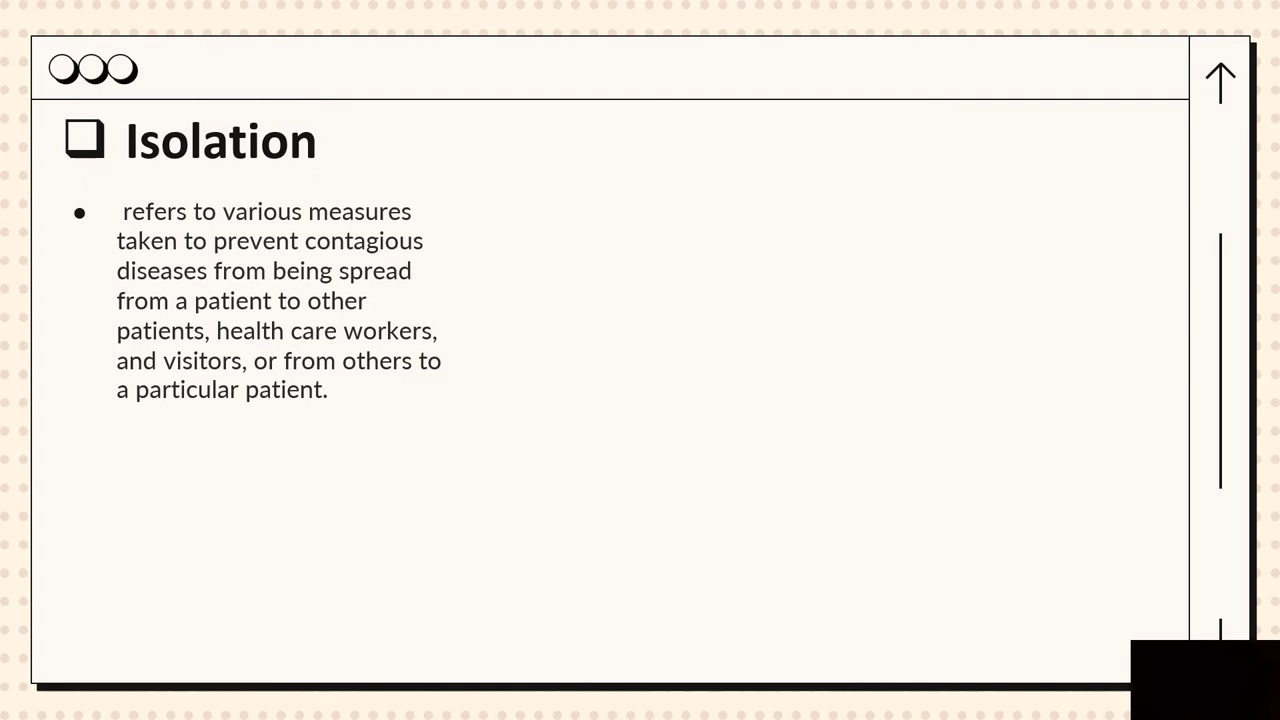 ❑ Isolation
● refers to various measures
taken to prevent contagious
diseases from being spread
from a patient to other
patients, health care workers,
and visitors, or from others to
a particular patient.